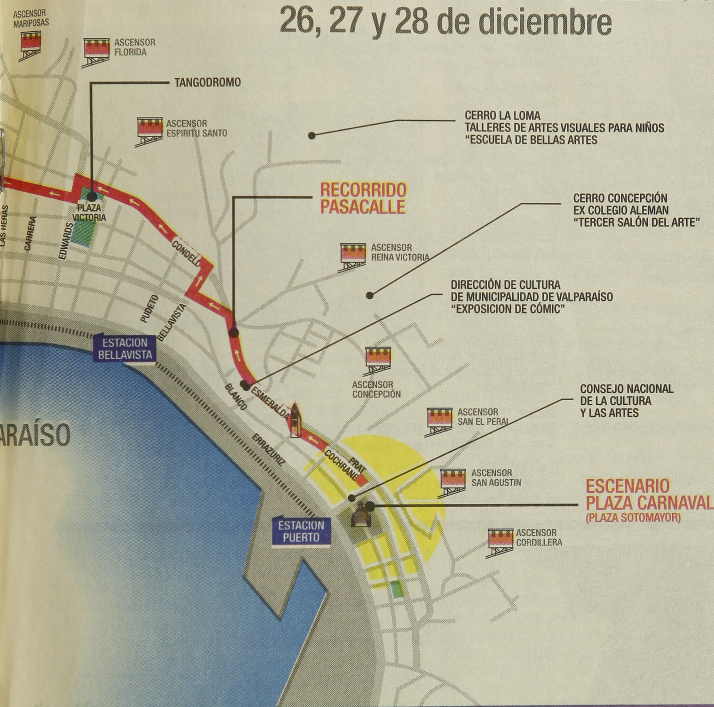 26, 27 y 28 de diciembre
ASCENSOR
MARIPOSAS
ASCENSOR
FLORIDA
TANGODROMO
ASCENSOR
ESPIRITU SANTO
CERRO LA LOMA
TALLERES DE ARTES VISUALES PARA NIÑOS
"ESCUELA DE BELLAS ARTES
RECORRIDO
PASACALLE
CERRO CONCEPCIÓN
EX COLEGIO ALEMAN
"TERCER SALÓN DEL ARTE"
PLAZA
VICTORIA
LAS HERAS
CARRERA
EDWARDS
CONDELL
ASCENSOR
REINA VICTORIA
DIRECCIÓN DE CULTURA
DE MUNICIPALIDAD DE VALPARAÍSO
"EXPOSICION DE CÓMIC"
PUDETO
BELLAVISTA
ESTACION
BELLAVISTA
ASCENSOR
CONCEPCIÓN
BLANCO
ESMERALDA
CONSEJO NACIONAL
DE LA CULTURA
Y LAS ARTES
ASCENSOR
SAN EL PERAL
ARAÍSO
ERRAZURIZ
PRAT
COCHRANE
ASCENSOR
SAN AGUSTIN
ESCENARIO
PLAZA CARNAVAL
(PLAZA SOTOMAYOR)
ESTACION
PUERTO
ASCENSOR
CORDILLERA